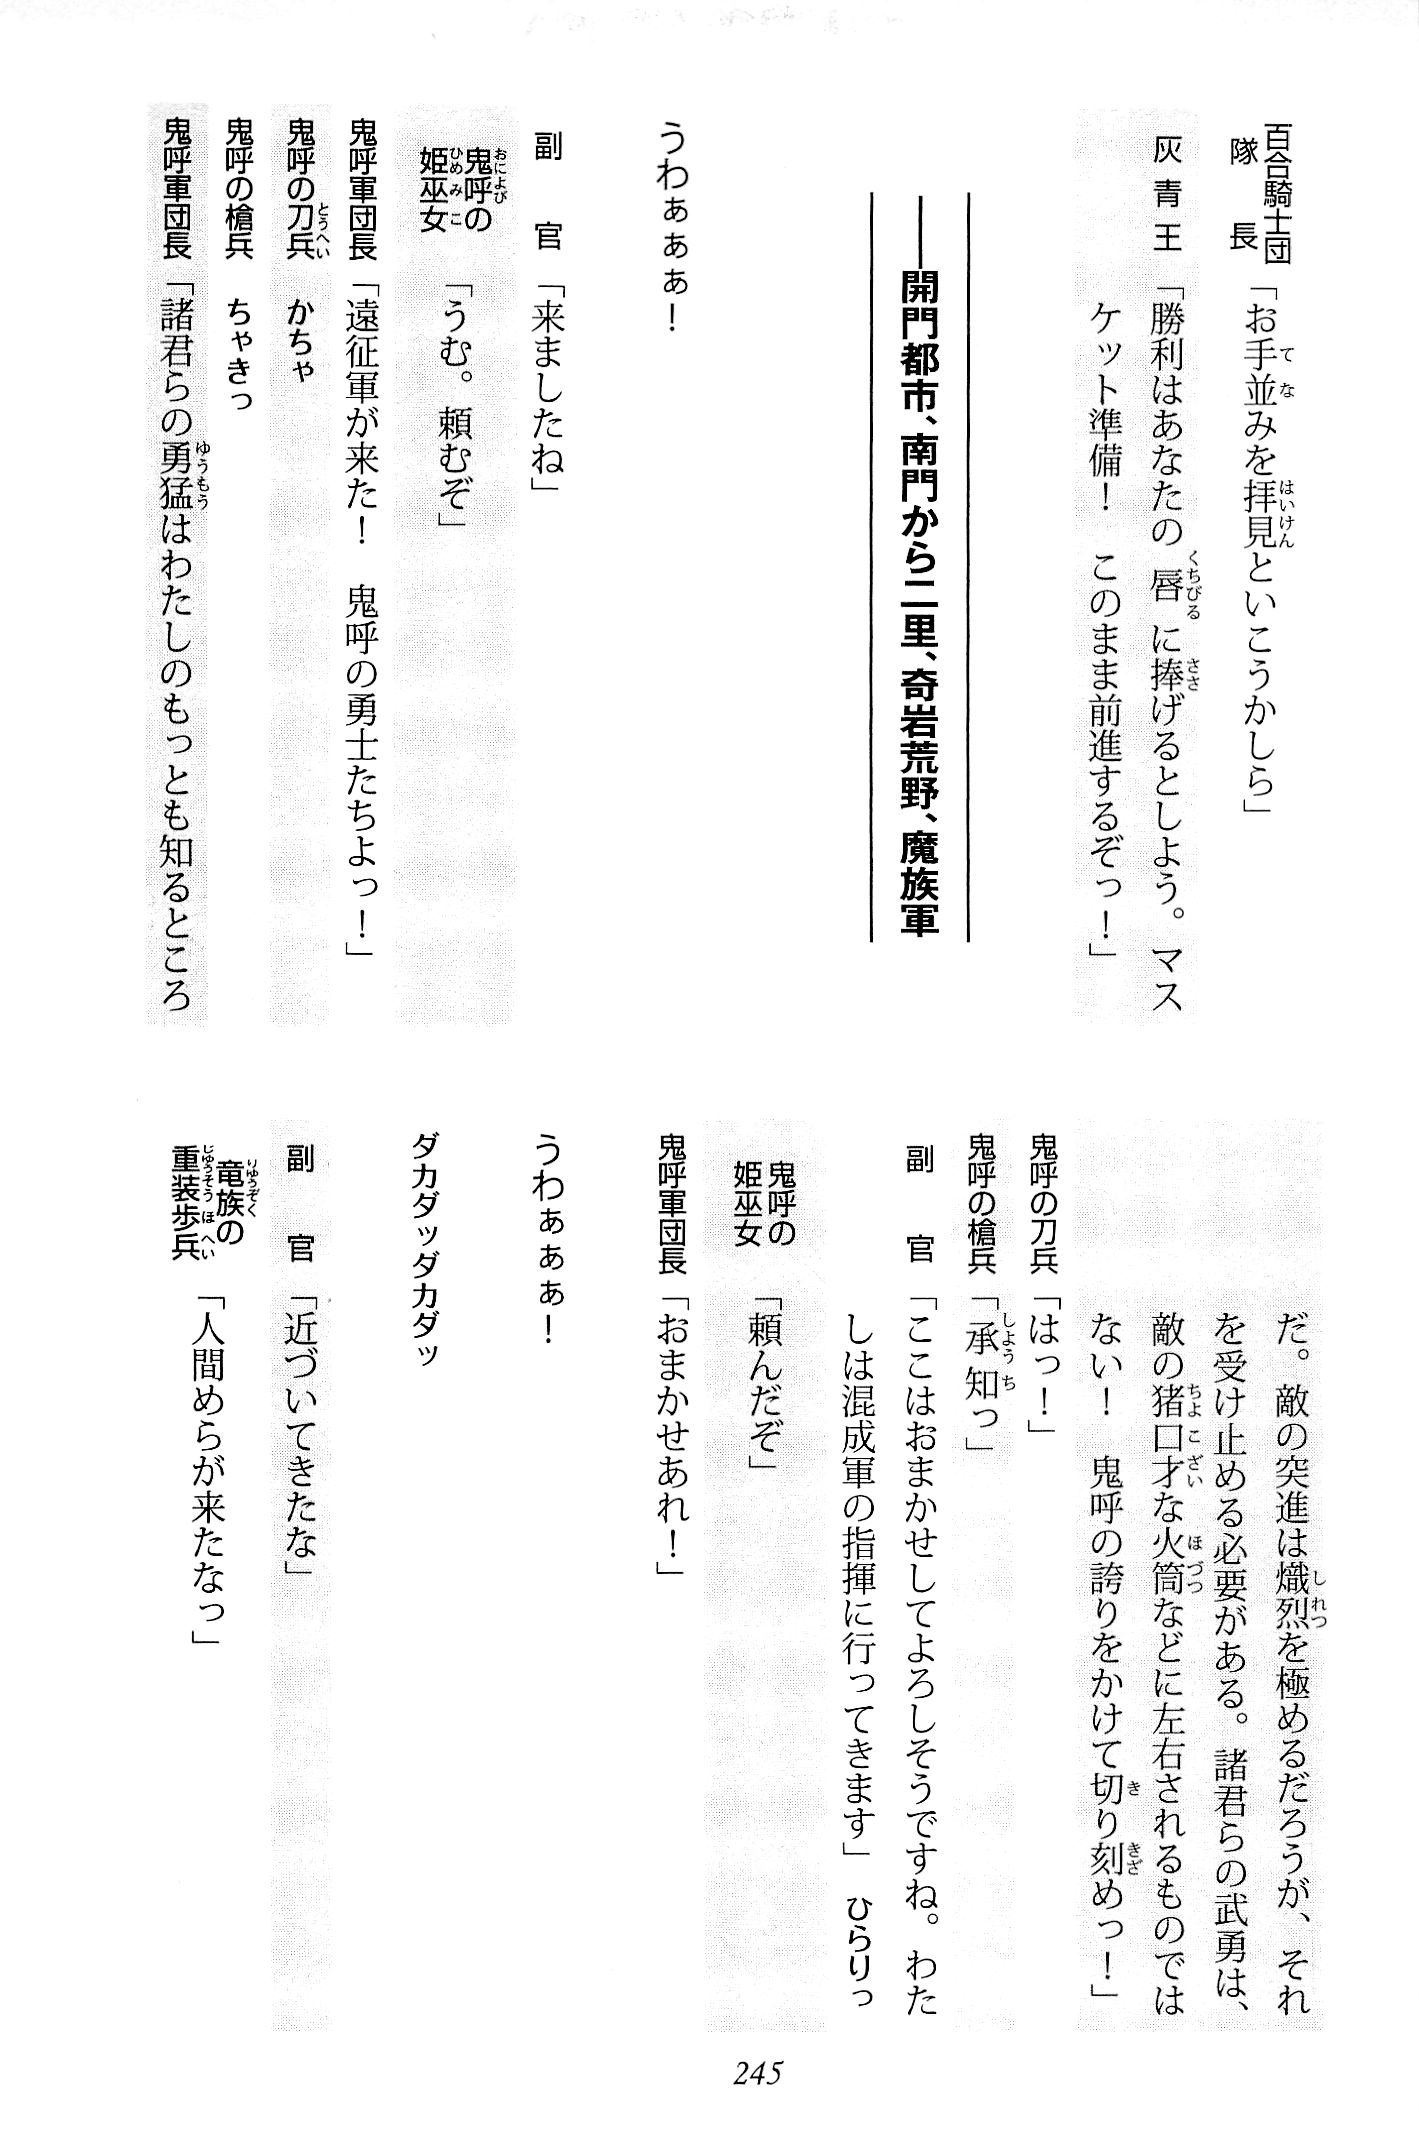 百合騎士団隊長「お手並みを拝見といこうかしら」
灰青王「勝利はあなたの唇に捧げるとしよう。マス
ケット準備！　このまま前進するぞっ！」
――開門都市、南門から二里、奇岩荒野、魔族軍
うわぁぁぁ！
副官「来ましたね」
鬼呼の姫巫女「うむ。頼むぞ」
鬼呼軍団長「遠征軍が来た！　鬼呼の勇士たちよっ！」
鬼呼の刀兵　かちゃ
鬼呼の槍兵　ちゃきっ
鬼呼軍団長「諸君らの勇猛はわたしのもっとも知るところ
だ。敵の突進は熾烈を極めるだろうが、それ
を受け止める必要がある。諸君らの武勇は、
敵の猪口才な火筒などに左右されるものでは
ない！　鬼呼の誇りをかけて切り刻めっ！」
鬼呼の刀兵「はっ！」
鬼呼の槍兵「承知っ」
副官「ここはおまかせしてよろしそうですね。わた
しは混成軍の指揮に行ってきます」　ひらりっ
鬼呼の姫巫女「頼んだぞ」
鬼呼軍団長「おまかせあれ！」
うわぁぁぁ！
ダカダッダカダッ
副官「近づいてきたな」
竜族の重装歩兵「人間めらが来たなっ」
245